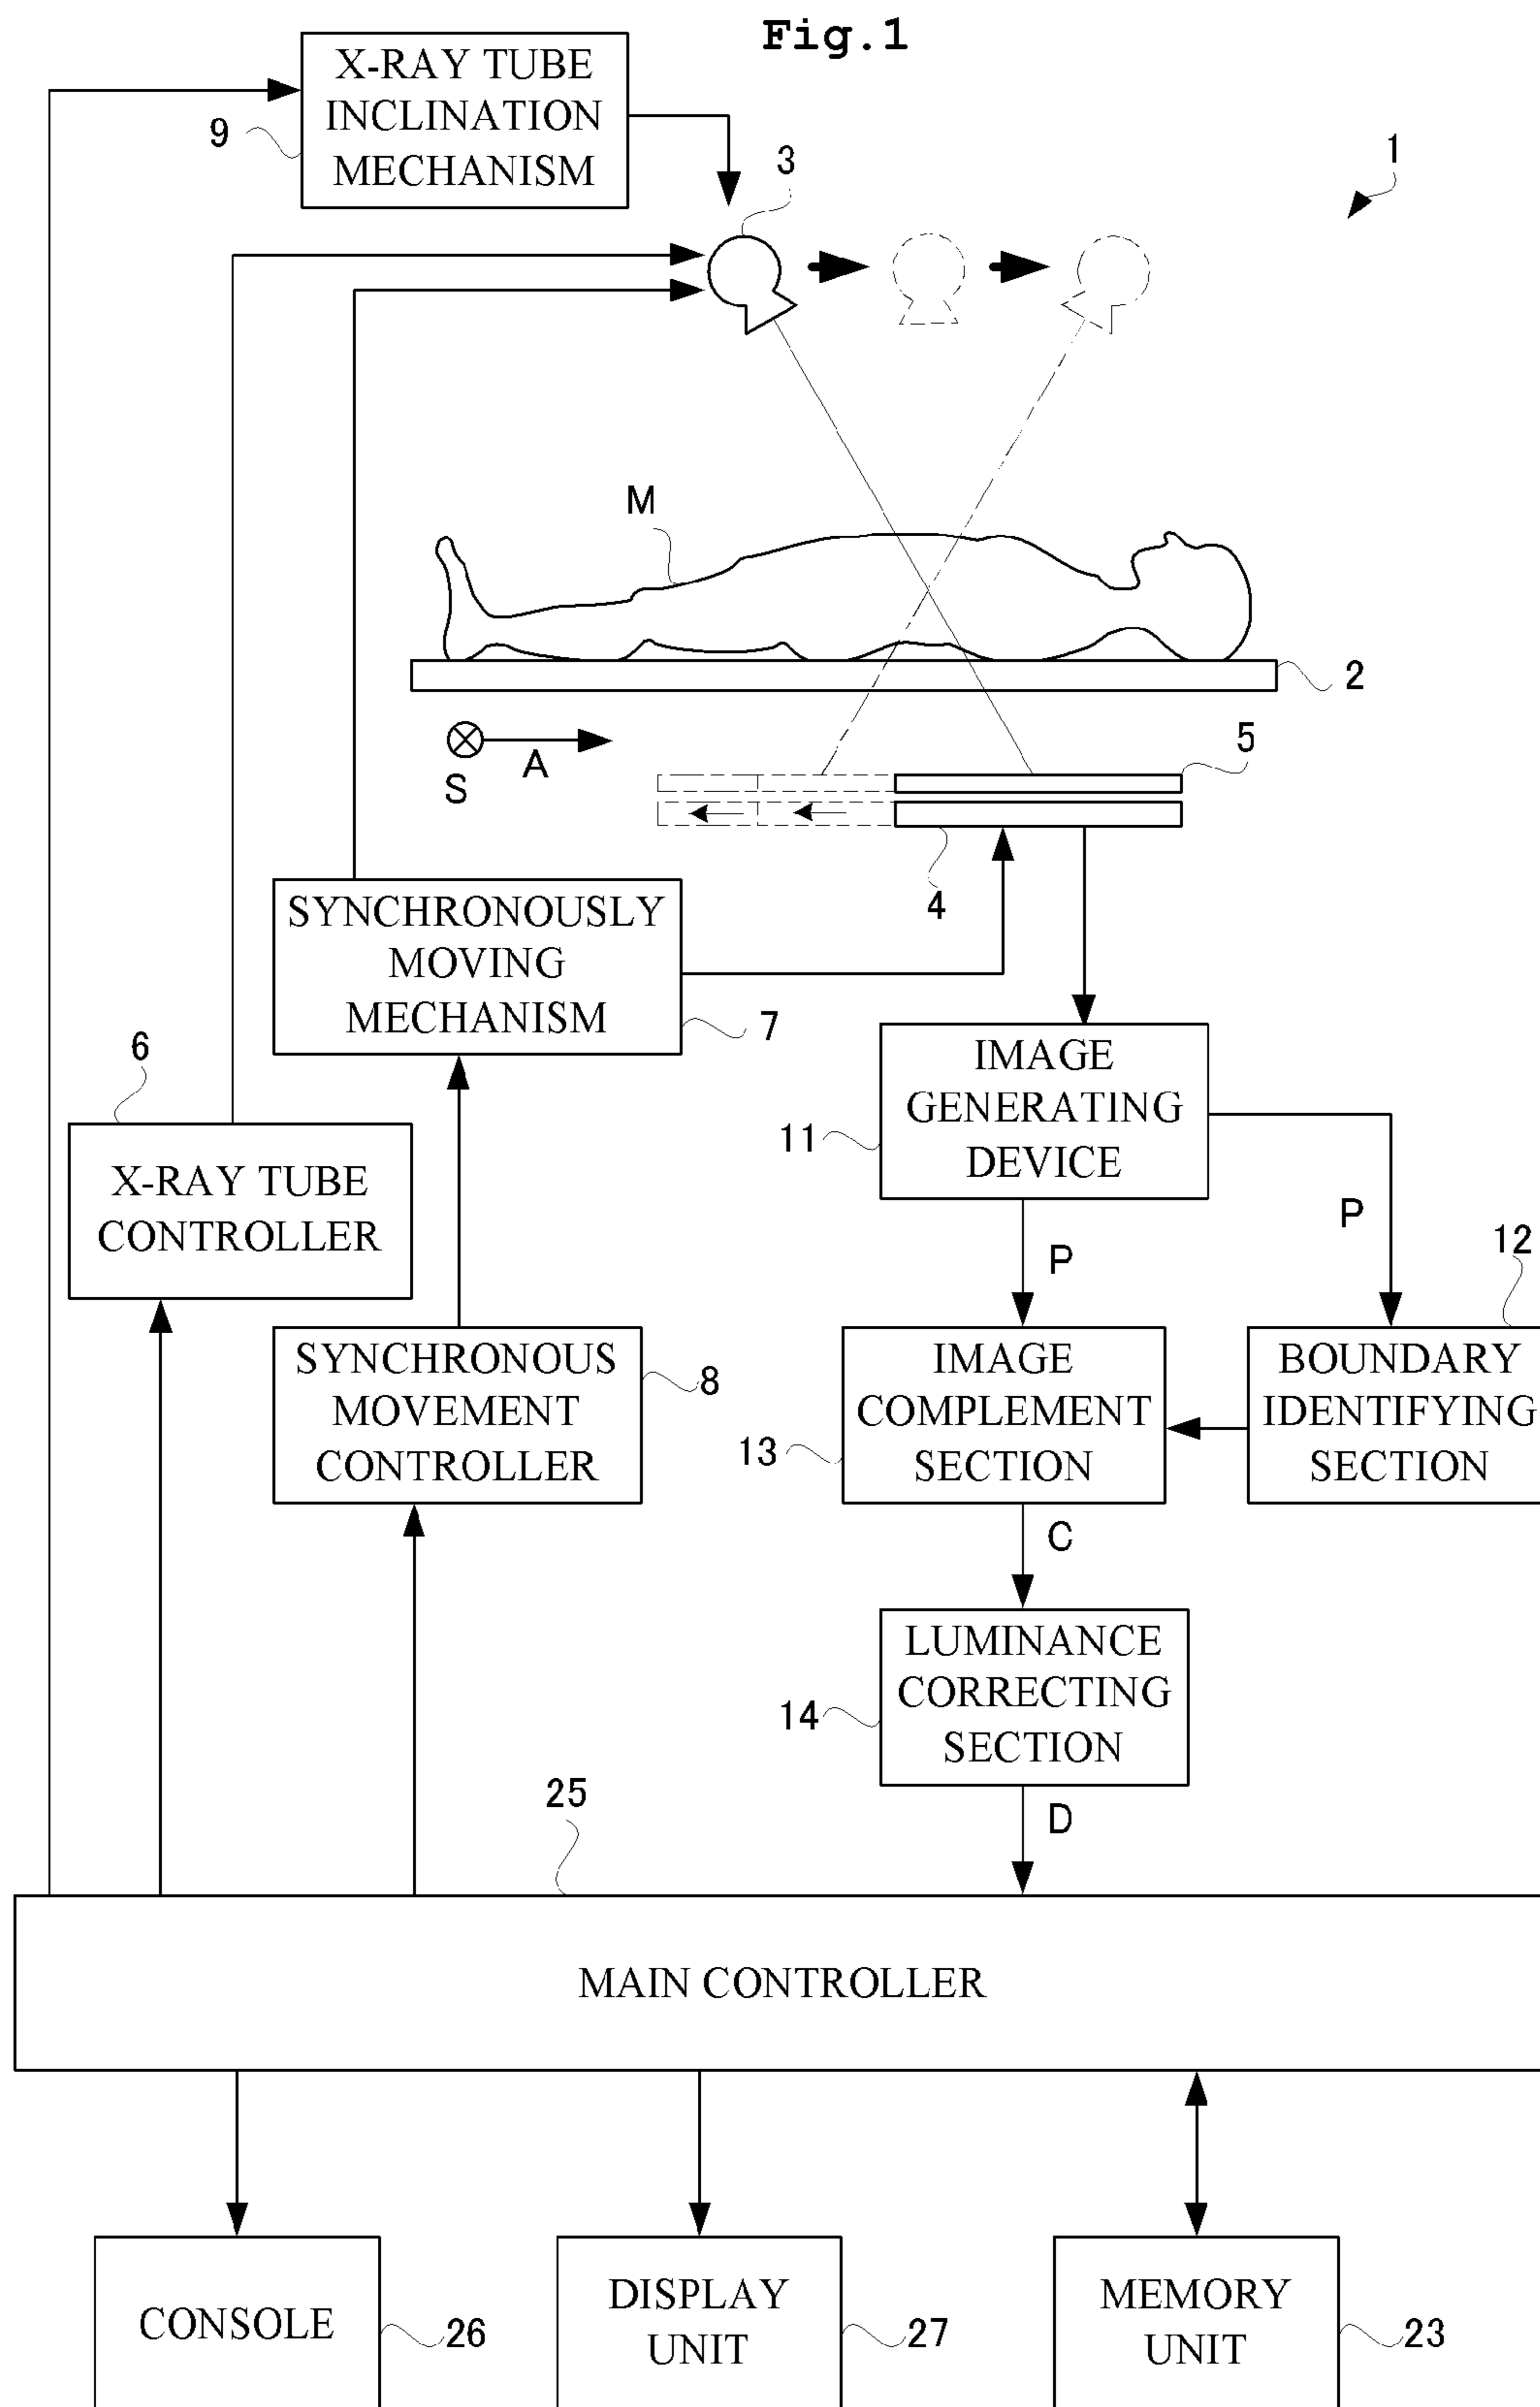 Fig.1
X-RAY TUBE
INCLINATION
MECHANISM
9
3
1
M
2
S
A
5
4
SYNCHRONOUSLY
MOVING
MECHANISM
7
6
X-RAY TUBE
CONTROLLER
IMAGE
GENERATING
DEVICE
11
P
P
12
SYNCHRONOUS
MOVEMENT
CONTROLLER
8
IMAGE
COMPLEMENT
SECTION
13
BOUNDARY
IDENTIFYING
SECTION
C
LUMINANCE
CORRECTING
SECTION
14
D
25
MAIN CONTROLLER
CONSOLE
26
DISPLAY
UNIT
27
MEMORY
UNIT
23